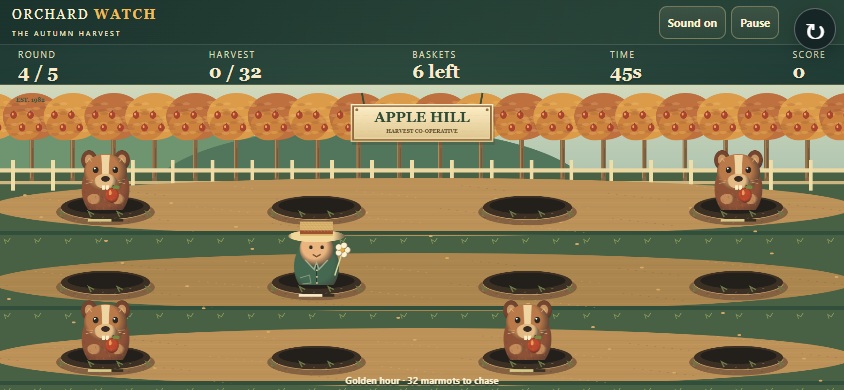 ORCHARD WATCH
THE AUTUMN HARVEST
Sound on
Pause
ROUND
4 / 5
HARVEST
0 / 32
BASKETS
6 left
TIME
45s
SCORE
0
EST. 1982
APPLE HILL
HARVEST CO-OPERATIVE
Golden hour · 32 marmots to chase